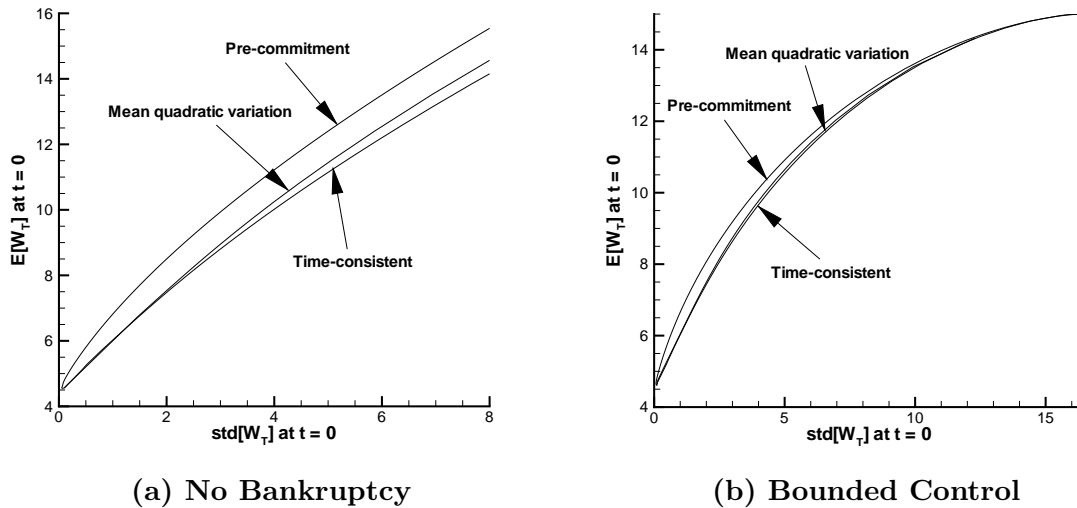 16
14
12
10
8
6
4
0
2
4
6
8
E[W_T] at t = 0
std[W_T] at t = 0
Pre-commitment
Mean quadratic variation
Time-consistent
(a) No Bankruptcy
14
12
10
8
6
4
0
5
10
15
E[W_T] at t = 0
std[W_T] at t = 0
Mean quadratic variation
Pre-commitment
Time-consistent
(b) Bounded Control